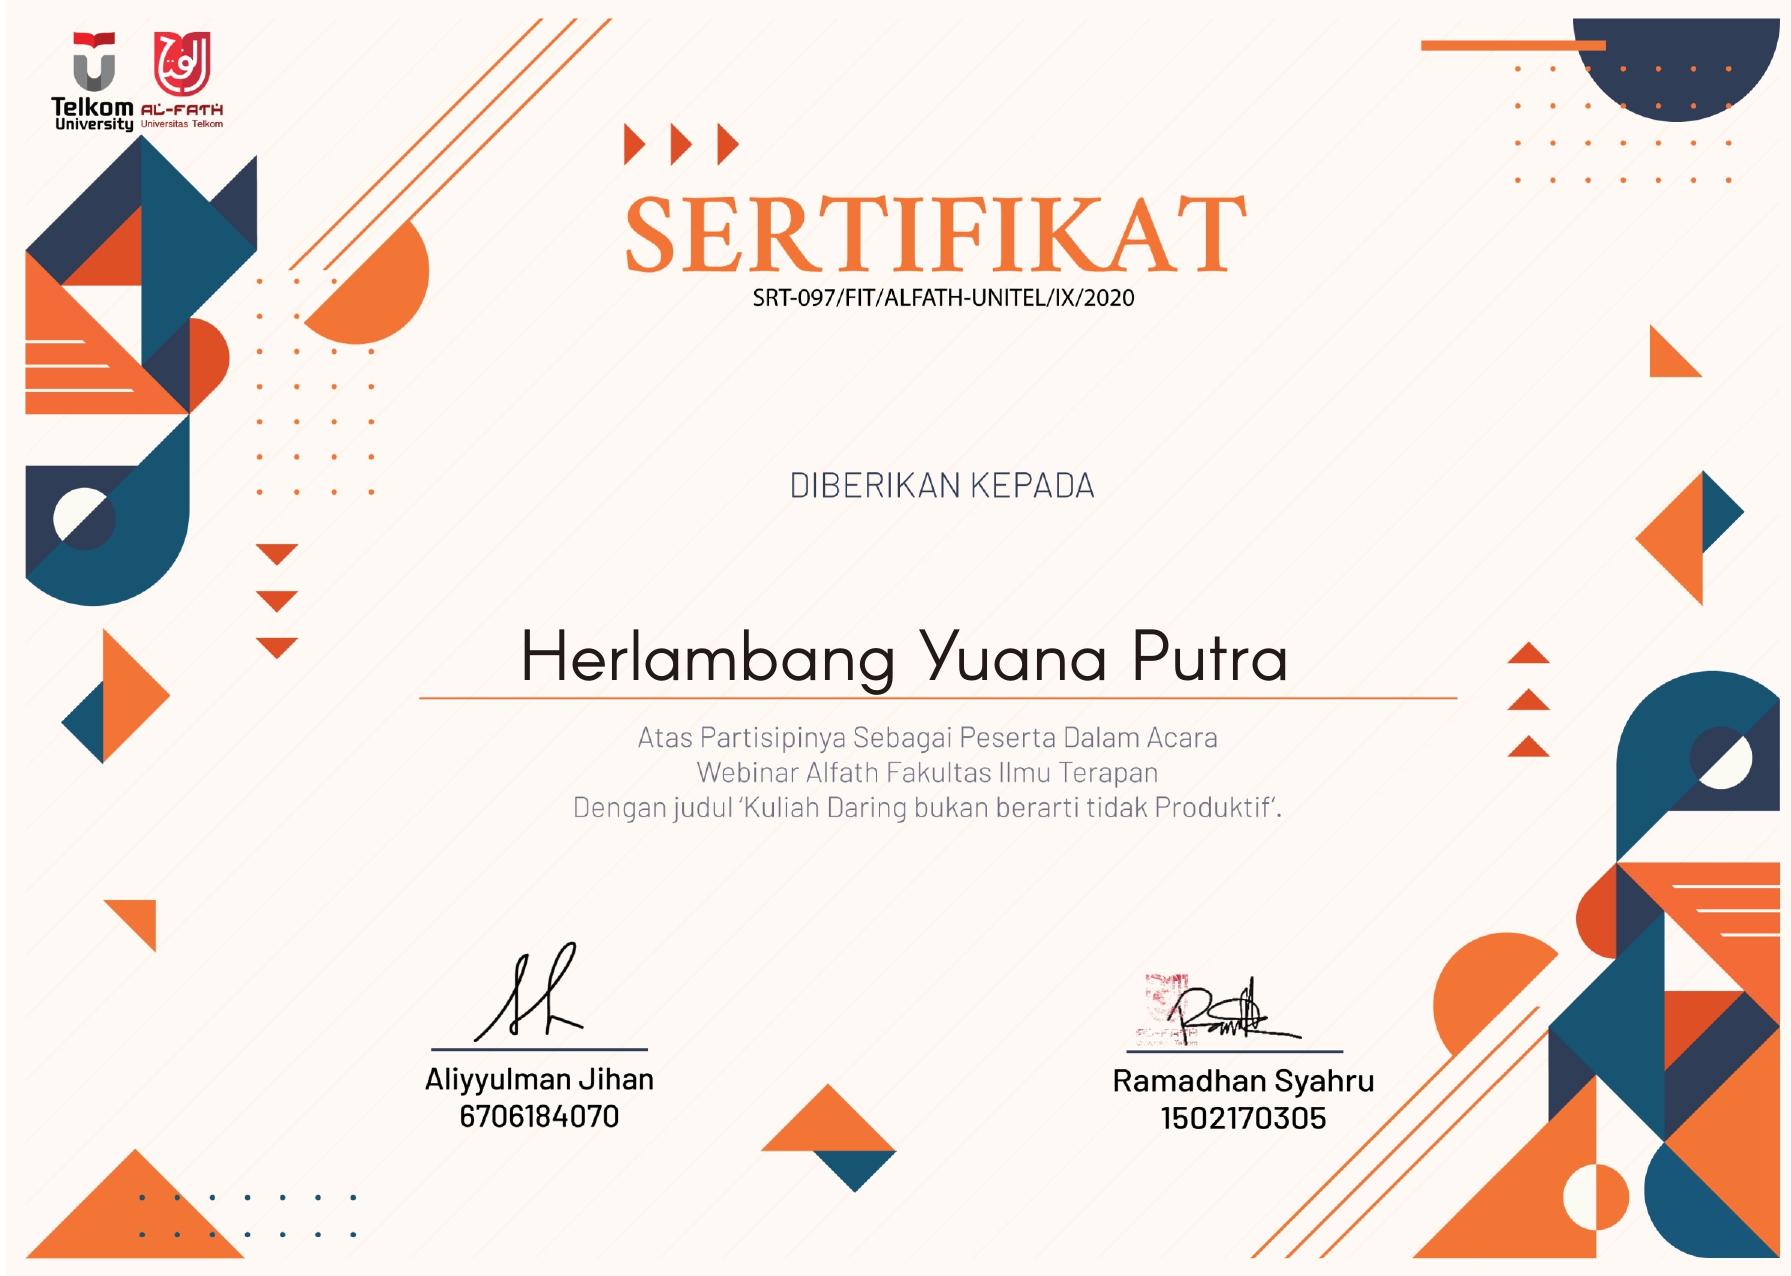 Telkom
University
AL-FATH
Universitas Telkom
SERTIFIKAT
SRT-097/FIT/ALFATH-UNITEL/IX/2020
DIBERIKAN KEPADA
Herlambang Yuana Putra
Atas Partisipinya Sebagai Peserta Dalam Acara
Webinar Alfath Fakultas Ilmu Terapan
Dengan judul ‘Kuliah Daring bukan berarti tidak Produktif’.
Aliyyulman Jihan
6706184070
Ramadhan Syahru
1502170305